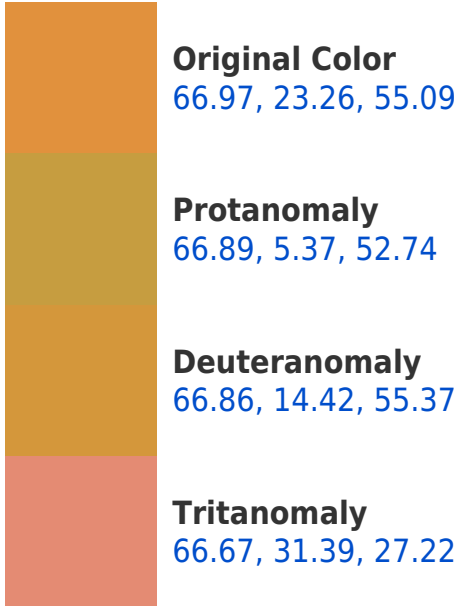 Original Color
66.97, 23.26, 55.09
Protanomaly
66.89, 5.37, 52.74
Deuteranomaly
66.86, 14.42, 55.37
Tritanomaly
66.67, 31.39, 27.22